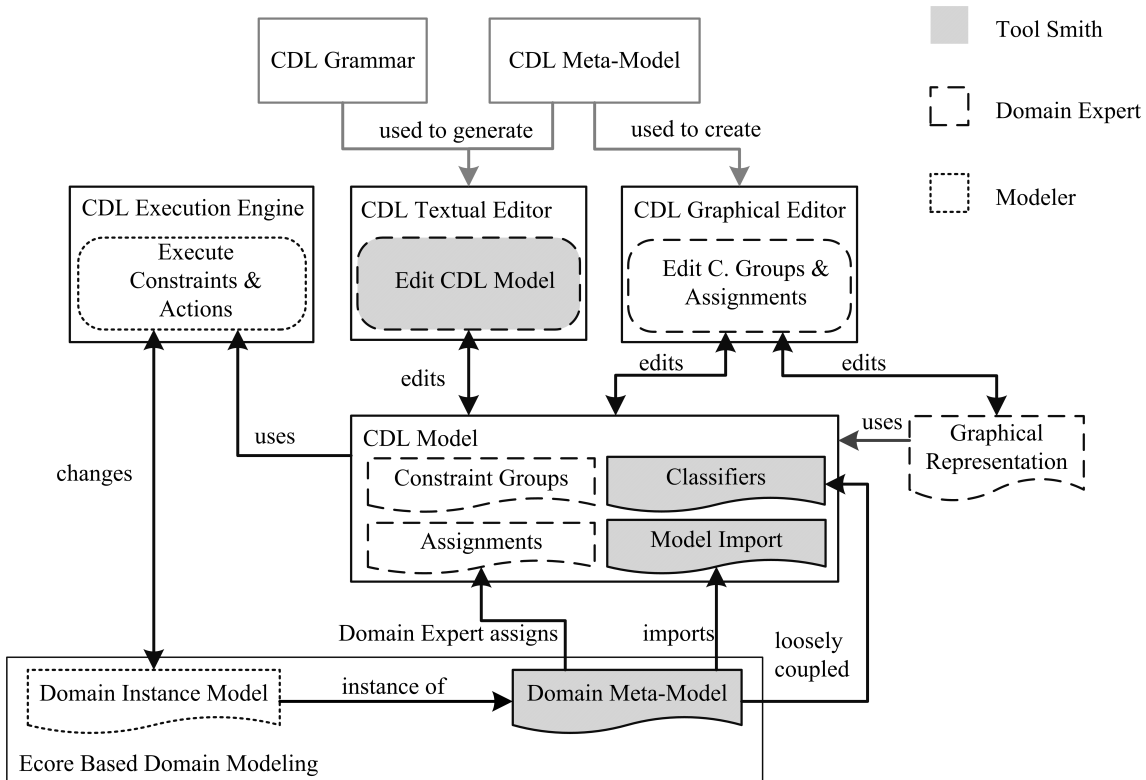 CDL Grammar
CDL Meta-Model
Tool Smith
Domain Expert
Modeler
used to generate
used to create
CDL Execution Engine
Execute
Constraints &
Actions
CDL Textual Editor
Edit CDL Model
CDL Graphical Editor
Edit C. Groups &
Assignments
edits
edits
edits
changes
uses
CDL Model
Constraint Groups
Classifiers
Assignments
Model Import
uses
Graphical
Representation
Domain Expert assigns
imports
loosely
coupled
Domain Instance Model
instance of
Domain Meta-Model
Ecore Based Domain Modeling